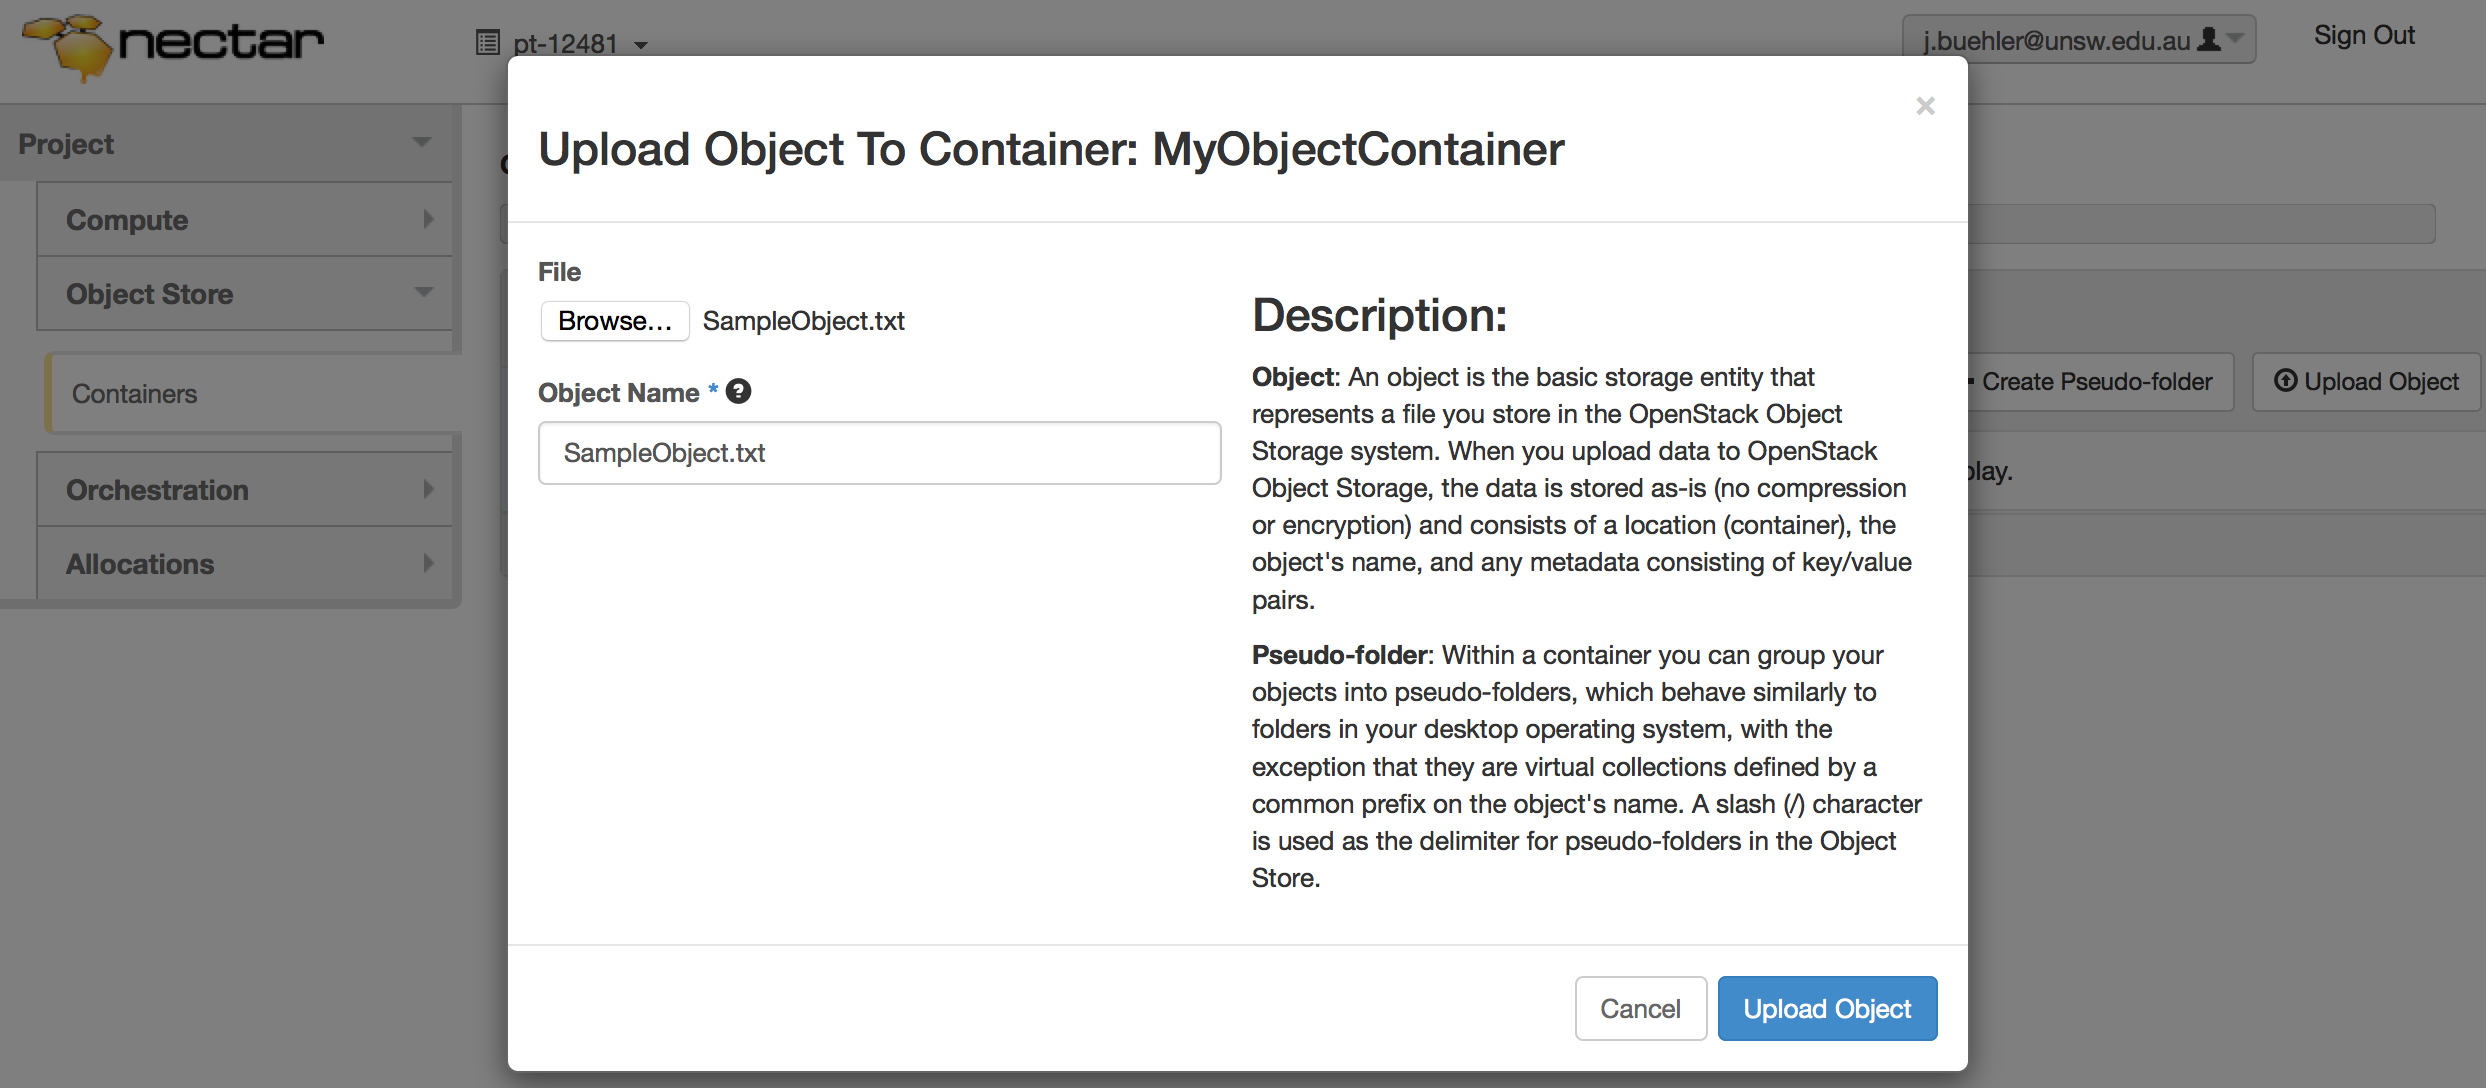 nectar
pt-12481
j.buehler@unsw.edu.au
Sign Out
Project
Compute
Object Store
Containers
Orchestration
Allocations
×
Upload Object To Container: MyObjectContainer
File
Browse... SampleObject.txt
Object Name *
SampleObject.txt
Description:
Object: An object is the basic storage entity that
represents a file you store in the OpenStack Object
Storage system. When you upload data to OpenStack
Object Storage, the data is stored as-is (no compression
or encryption) and consists of a location (container), the
object's name, and any metadata consisting of key/value
pairs.
Pseudo-folder: Within a container you can group your
objects into pseudo-folders, which behave similarly to
folders in your desktop operating system, with the
exception that they are virtual collections defined by a
common prefix on the object's name. A slash (/) character
is used as the delimiter for pseudo-folders in the Object
Store.
Cancel
Upload Object
Create Pseudo-folder
Upload Object